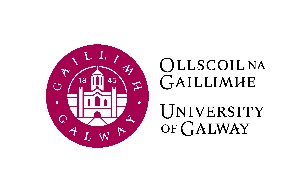 GAILLIMH
18 45
GALWAY
OLLSCOIL NA
GAILLIMHE
UNIVERSITY
OF GALWAY